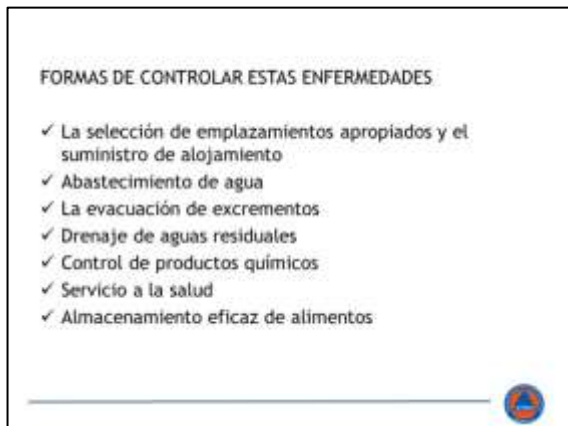 FORMAS DE CONTROLAR ESTAS ENFERMEDADES
✓ La selección de emplazamientos apropiados y el
suministro de alojamiento
✓ Abastecimiento de agua
✓ La evacuación de excrementos
✓ Drenaje de aguas residuales
✓ Control de productos químicos
✓ Servicio a la salud
✓ Almacenamiento eficaz de alimentos